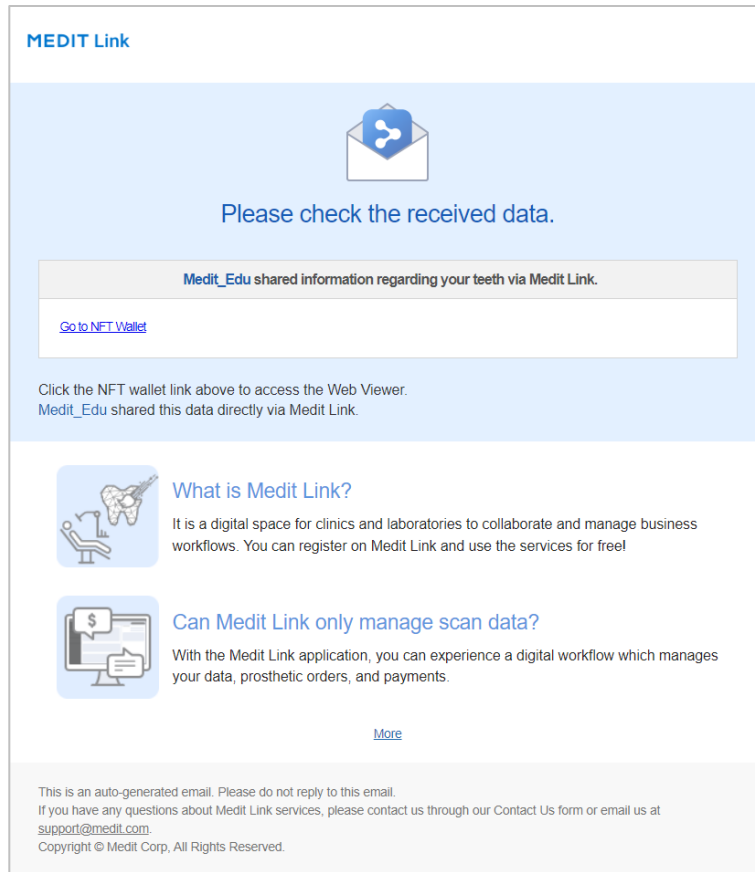 MEDIT Link
Please check the received data.
Medit_Edu shared information regarding your teeth via Medit Link.
Go to NFT Wallet
Click the NFT wallet link above to access the Web Viewer.
Medit_Edu shared this data directly via Medit Link.
What is Medit Link?
It is a digital space for clinics and laboratories to collaborate and manage business
workflows. You can register on Medit Link and use the services for free!
$
Can Medit Link only manage scan data?
With the Medit Link application, you can experience a digital workflow which manages
your data, prosthetic orders, and payments.
More
This is an auto-generated email. Please do not reply to this email.
If you have any questions about Medit Link services, please contact us through our Contact Us form or email us at
support@medit.com.
Copyright © Medit Corp, All Rights Reserved.